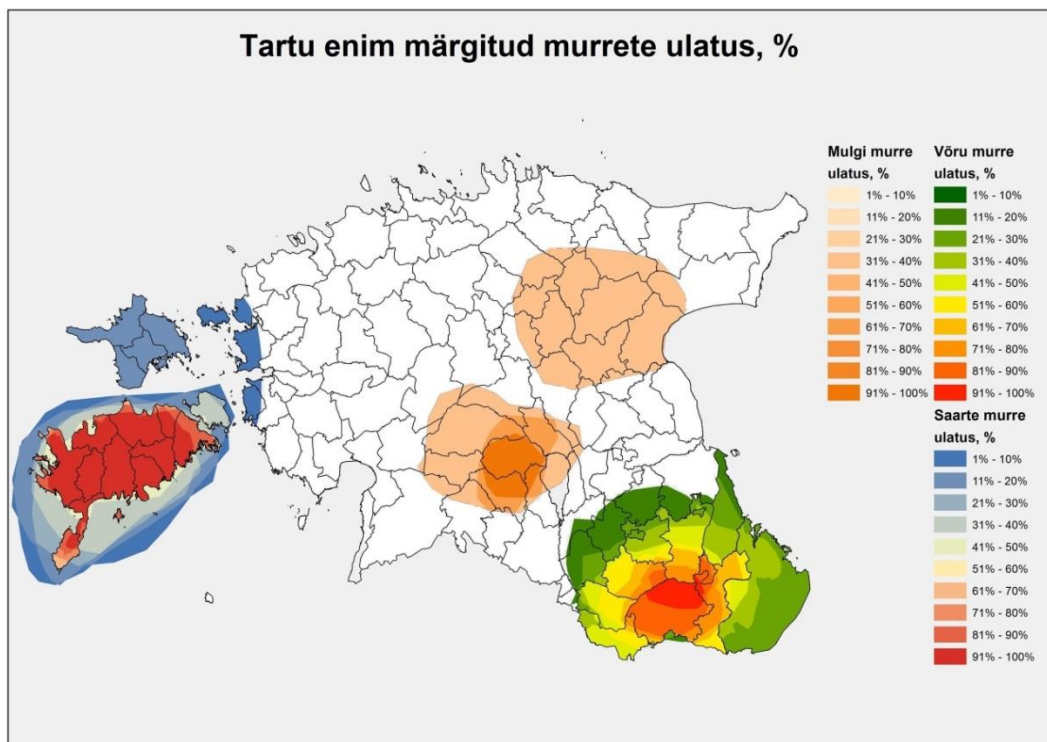 Tartu enim märgitud murrete ulatus, %
Mulgi murre
ulatus, %
1% - 10%
11% - 20%
21% - 30%
31% - 40%
41% - 50%
51% - 60%
61% - 70%
71% - 80%
81% - 90%
91% - 100%
Võru murre
ulatus, %
1% - 10%
11% - 20%
21% - 30%
31% - 40%
41% - 50%
51% - 60%
61% - 70%
71% - 80%
81% - 90%
91% - 100%
Saarte murre
ulatus, %
1% - 10%
11% - 20%
21% - 30%
31% - 40%
41% - 50%
51% - 60%
61% - 70%
71% - 80%
81% - 90%
91% - 100%